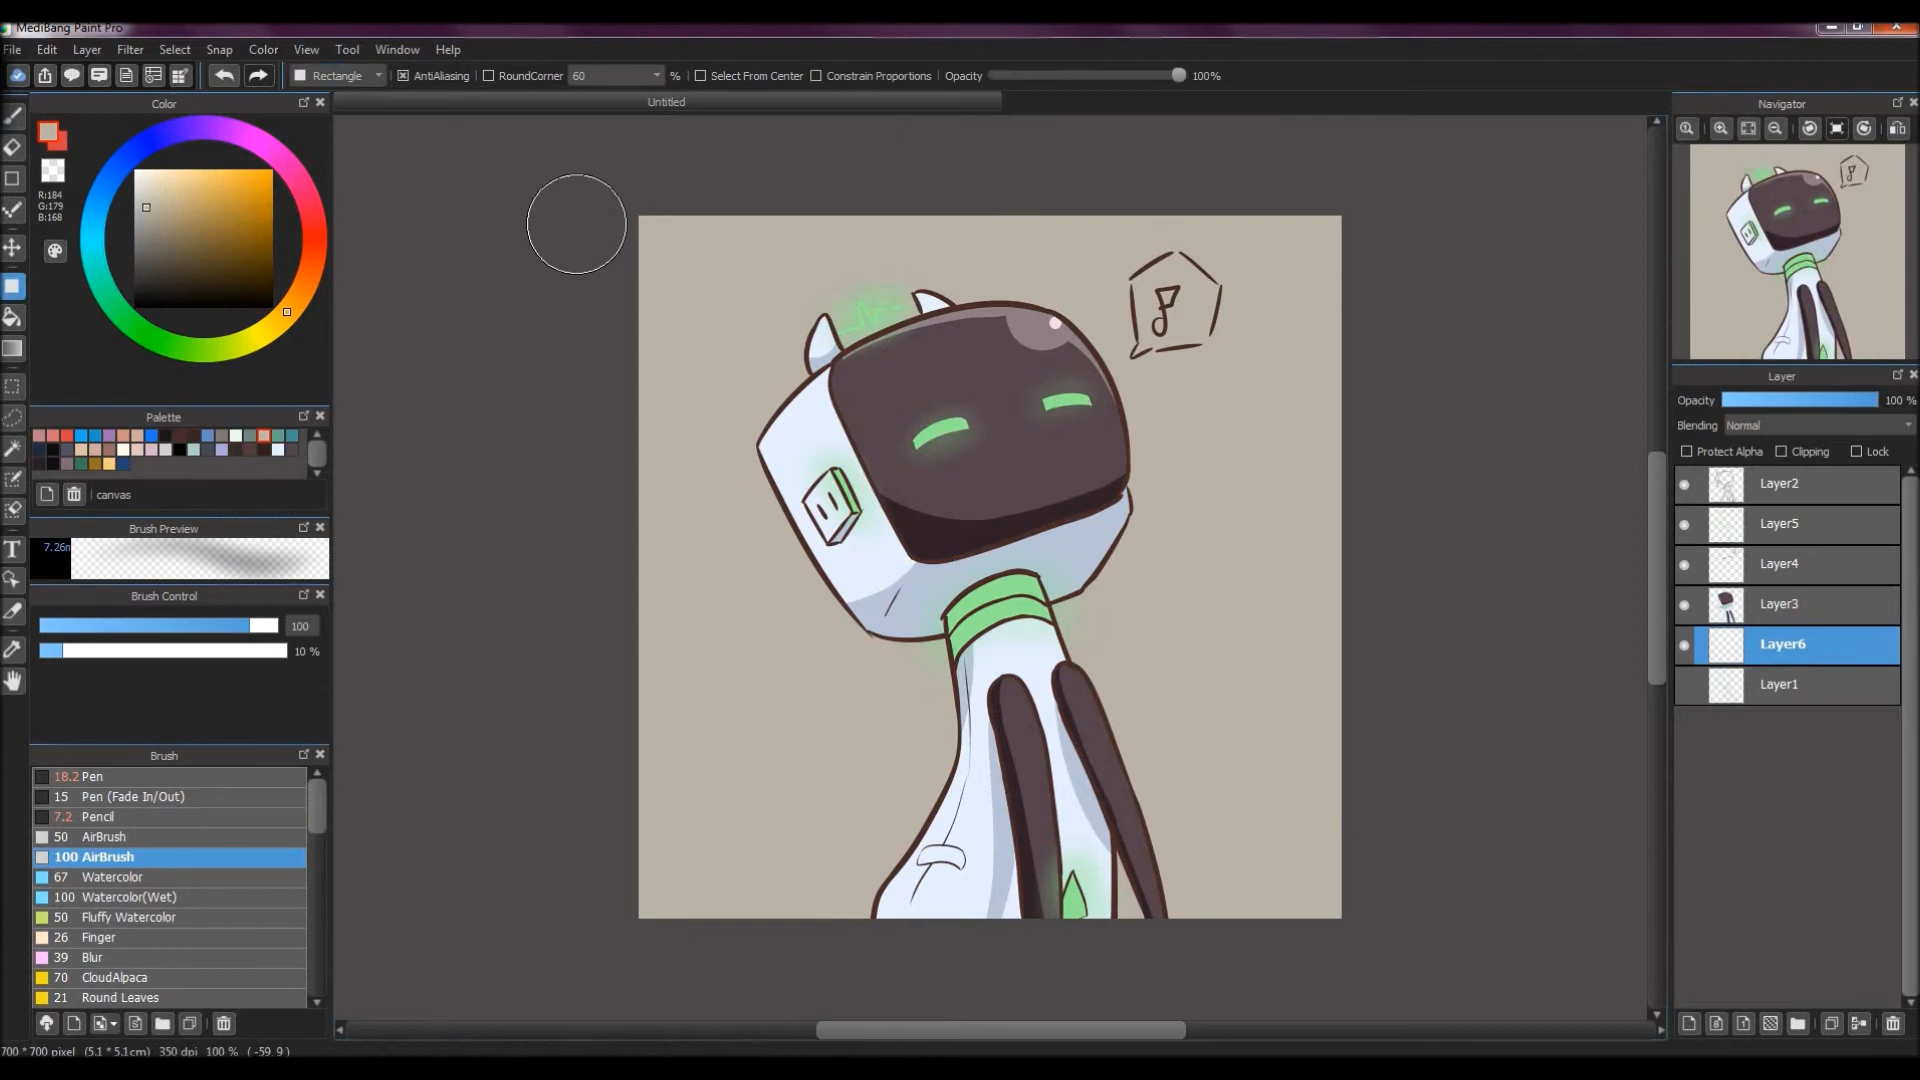 MediBang Paint Pro
File Edit Layer Filter Select Snap Color View Tool Window Help
Rectangle AntiAliasing RoundCorner 60 % Select From Center Constrain Proportions Opacity 100%
Untitled
Color
R:184
G:179
B:168
Palette
canvas
Brush Preview
7.26m
Brush Control
100
10 %
Brush
18.2 Pen
15 Pen (Fade In/Out)
7.2 Pencil
50 AirBrush
100 AirBrush
67 Watercolor
100 Watercolor(Wet)
50 Fluffy Watercolor
26 Finger
39 Blur
70 CloudAlpaca
21 Round Leaves
700 * 700 pixel (5.1 * 5.1cm) 350 dpi 100 % ( -59, 9 )
Navigator
Layer
Opacity 100 %
Blending Normal
Protect Alpha Clipping Lock
Layer2
Layer5
Layer4
Layer3
Layer6
Layer1